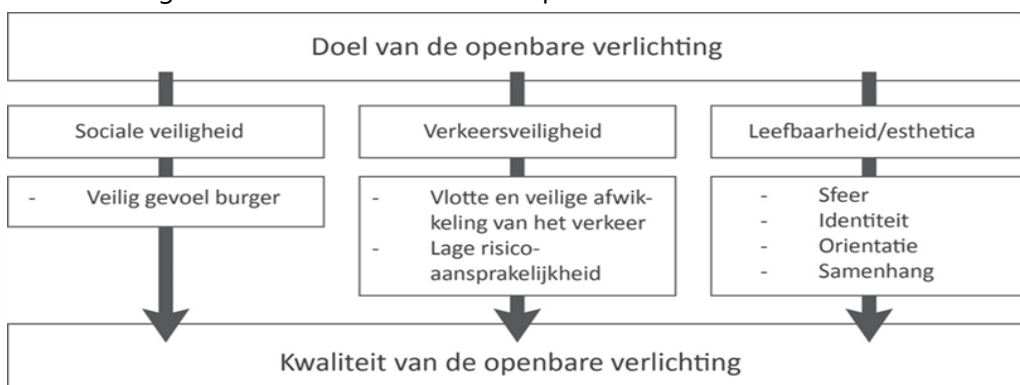 Doel van de openbare verlichting
Sociale veiligheid
Verkeersveiligheid
Leefbaarheid/esthetica
- Veilig gevoel burger
- Vlotte en veilige afwik-
keling van het verkeer
- Lage risico-
aansprakelijkheid
- Sfeer
- Identiteit
- Orientatie
- Samenhang
Kwaliteit van de openbare verlichting